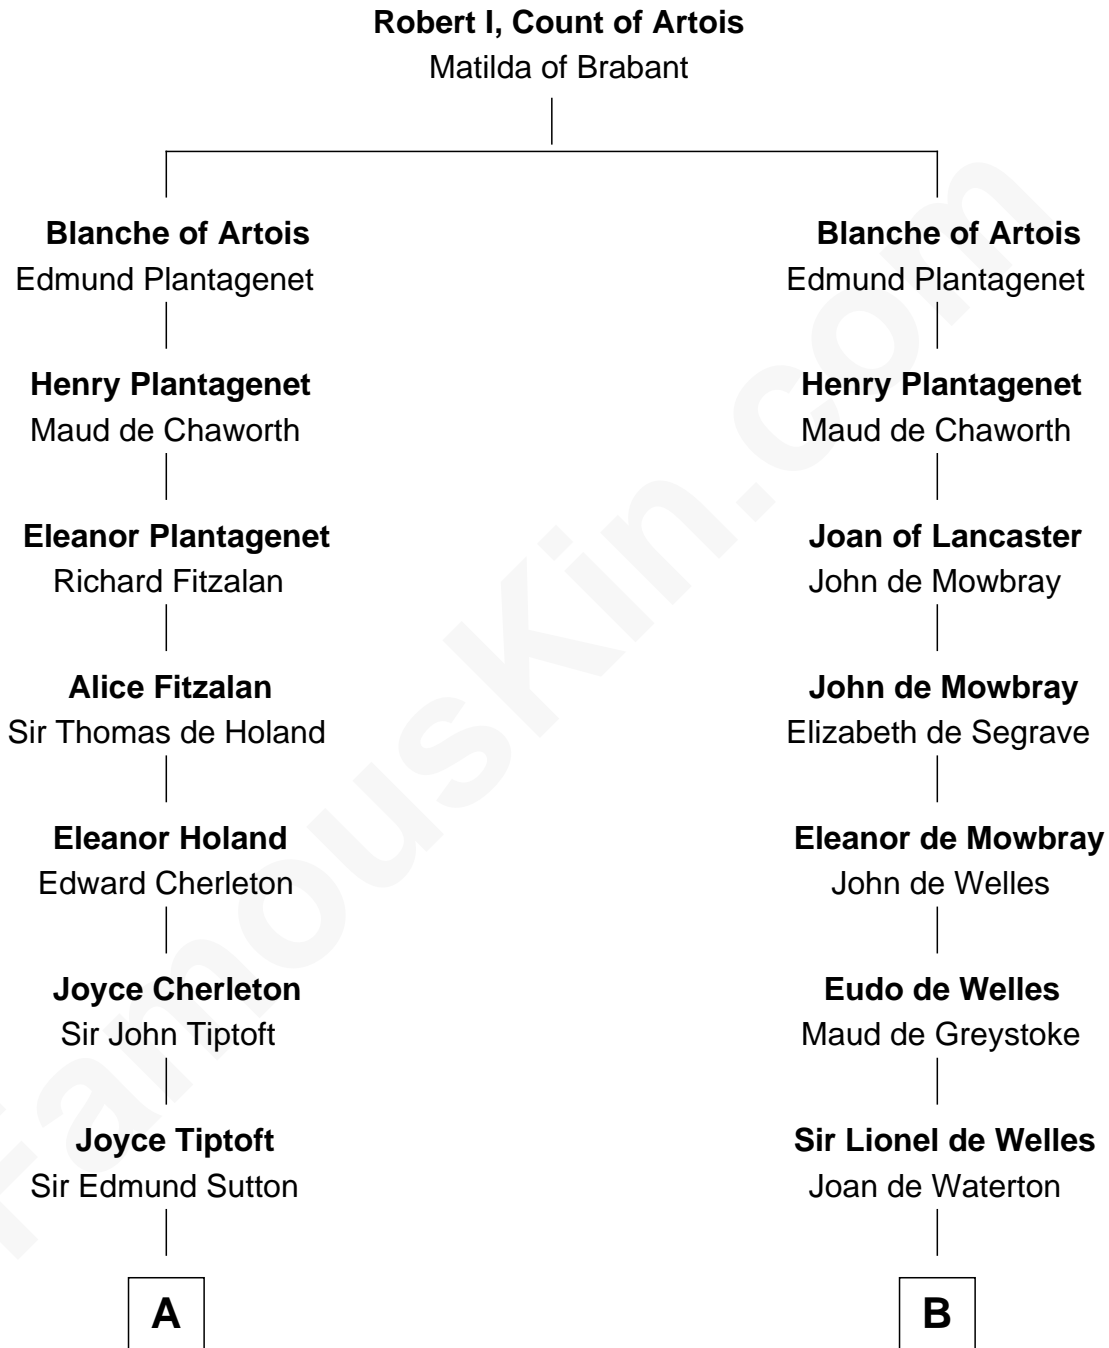 Robert I, Count of Artois
Matilda of Brabant
Blanche of Artois
Edmund Plantagenet
Henry Plantagenet
Maud de Chaworth
Eleanor Plantagenet
Richard Fitzalan
Alice Fitzalan
Sir Thomas de Holand
Eleanor Holand
Edward Cherleton
Joyce Cherleton
Sir John Tiptoft
Joyce Tiptoft
Sir Edmund Sutton
A
Blanche of Artois
Edmund Plantagenet
Henry Plantagenet
Maud de Chaworth
Joan of Lancaster
John de Mowbray
John de Mowbray
Elizabeth de Segrave
Eleanor de Mowbray
John de Welles
Eudo de Welles
Maud de Greystoke
Sir Lionel de Welles
Joan de Waterton
B
FamousKin.com